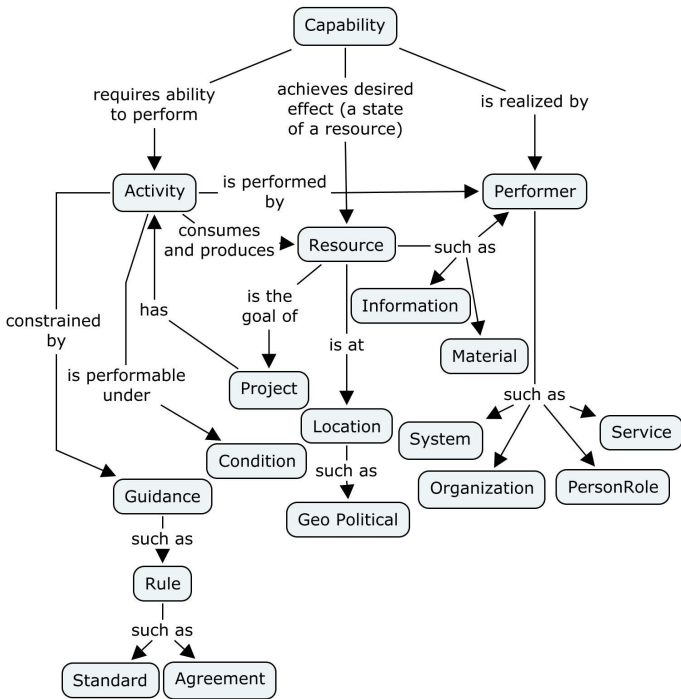 Capability
requires ability
to perform
achieves desired
effect (a state
of a resource)
is realized by
Activity
is performed
by
Performer
consumes
and produces
Resource
such as
Information
Material
constrained
by
has
is the
goal of
is at
is performable
under
Project
Location
such as
System
Service
Organization
PersonRole
Condition
such as
Geo Political
Guidance
such as
Rule
such as
Standard
Agreement